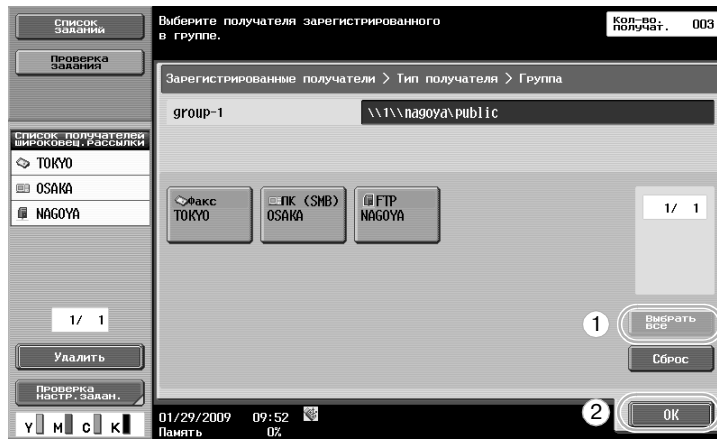 Список
заданий
Проверка
задания
Список получателей
широковещ.рассылки
TOKYO
OSAKA
NAGOYA
1/ 1
Удалить
Проверка
настр.задан.
Y M C K
Выберите получателя зарегистрированного
в группе.
Кол-во.
получат. 003
Зарегистрированные получатели > Тип получателя > Группа
group-1 \\1\\nagoya\public
Факс
TOKYO
ПК (SMB)
OSAKA
FTP
NAGOYA
1/ 1
1
Выбрать
все
Сброс
2
OK
01/29/2009 09:52
Память 0%